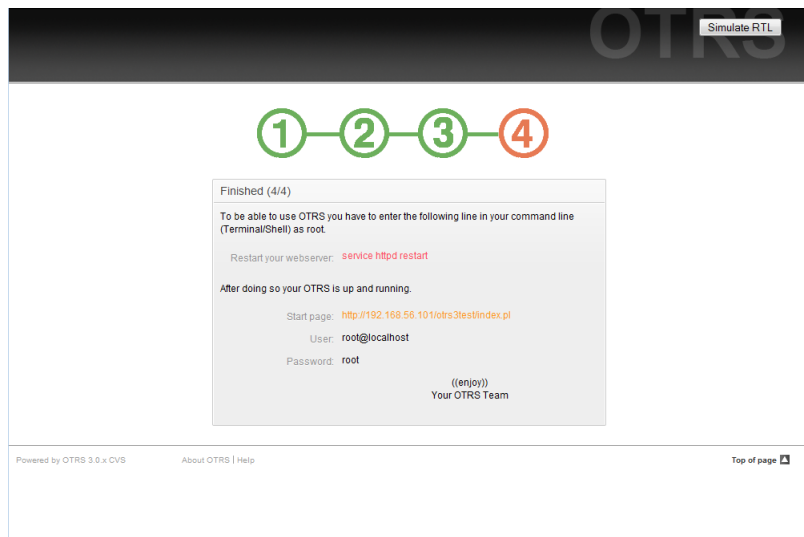 OTRS
Simulate RTL
1 2 3 4
Finished (4/4)
To be able to use OTRS you have to enter the following line in your command line
(Terminal/Shell) as root.
Restart your webserver: service httpd restart
After doing so your OTRS is up and running.
Start page: http://192.168.56.101/otrs3test/index.pl
User: root@localhost
Password: root
((enjoy))
Your OTRS Team
Powered by OTRS 3.0.x CVS About OTRS | Help Top of page